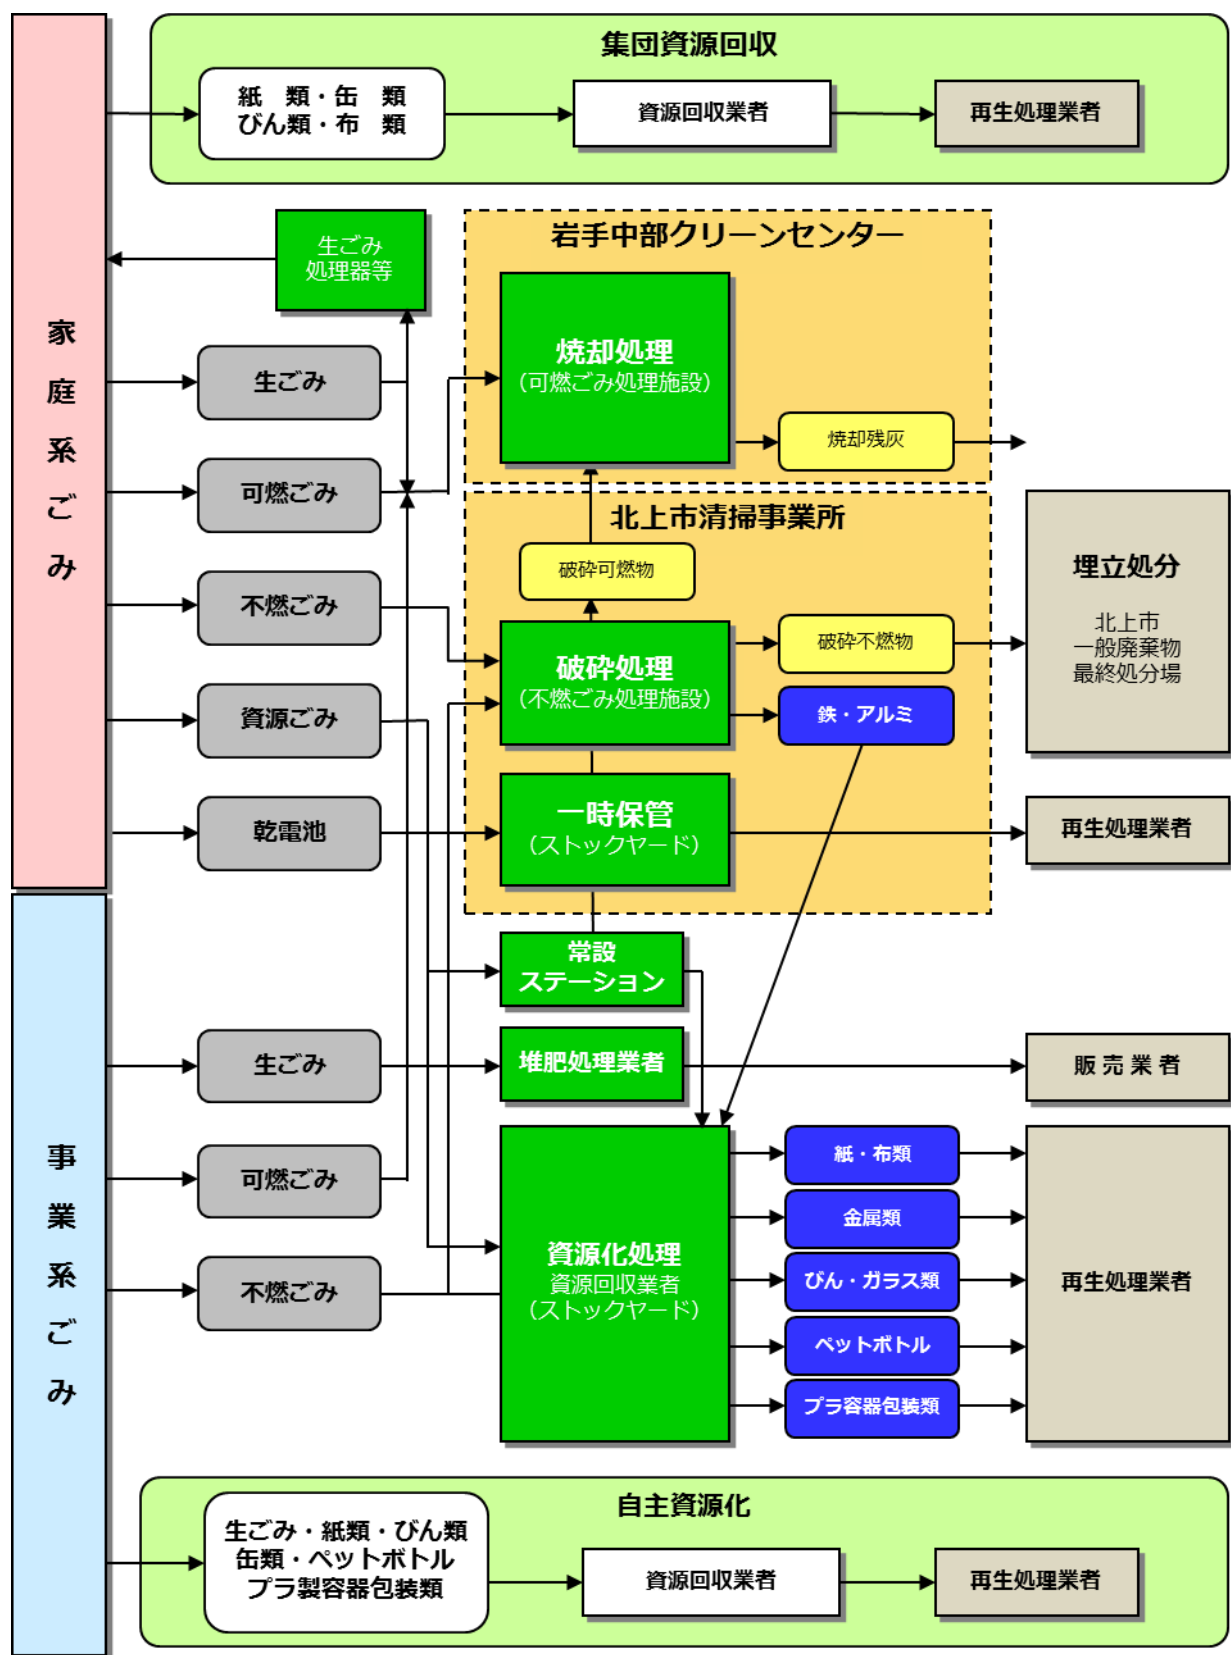 集団資源回収
紙　類・缶　類
びん類・布　類
資源回収業者
再生処理業者
家庭系ごみ
生ごみ
処理器等
岩手中部クリーンセンター
焼却処理
（可燃ごみ処理施設）
焼却残灰
生ごみ
可燃ごみ
不燃ごみ
資源ごみ
乾電池
北上市清掃事業所
破砕可燃物
破砕処理
（不燃ごみ処理施設）
破砕不燃物
鉄・アルミ
一時保管
（ストックヤード）
埋立処分
北上市
一般廃棄物
最終処分場
再生処理業者
常設
ステーション
事業系ごみ
生ごみ
可燃ごみ
不燃ごみ
堆肥処理業者
販売業者
資源化処理
資源回収業者
（ストックヤード）
紙・布類
金属類
びん・ガラス類
ペットボトル
プラ容器包装類
再生処理業者
自主資源化
生ごみ・紙類・びん類
缶類・ペットボトル
プラ製容器包装類
資源回収業者
再生処理業者